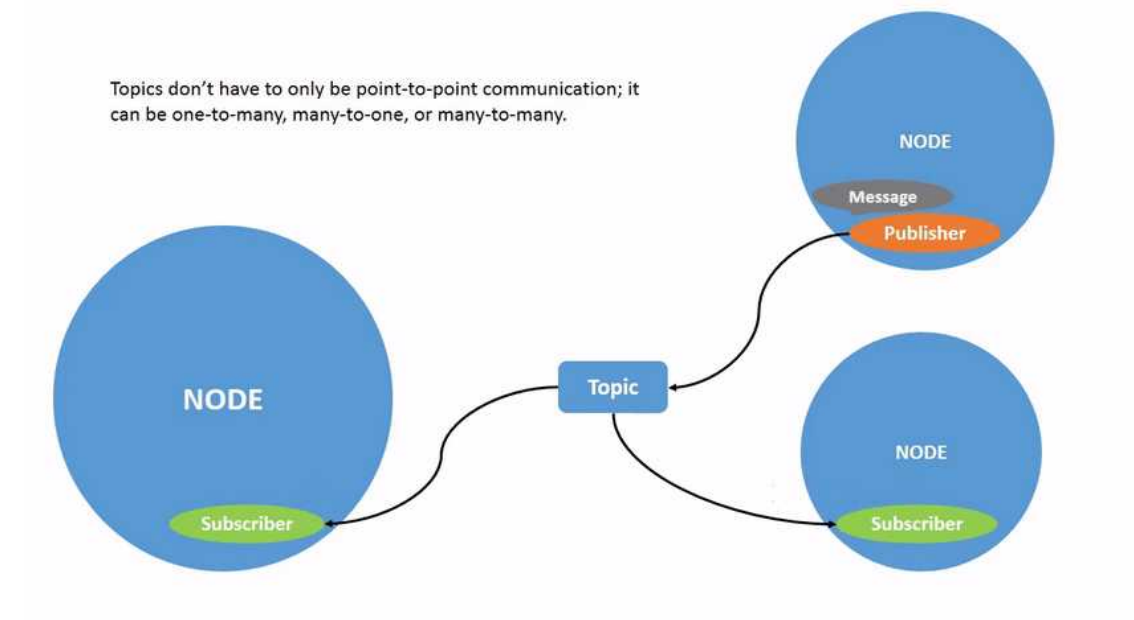 Topics don't have to only be point-to-point communication; it
can be one-to-many, many-to-one, or many-to-many.
NODE
Message
Publisher
Topic
NODE
Subscriber
NODE
Subscriber